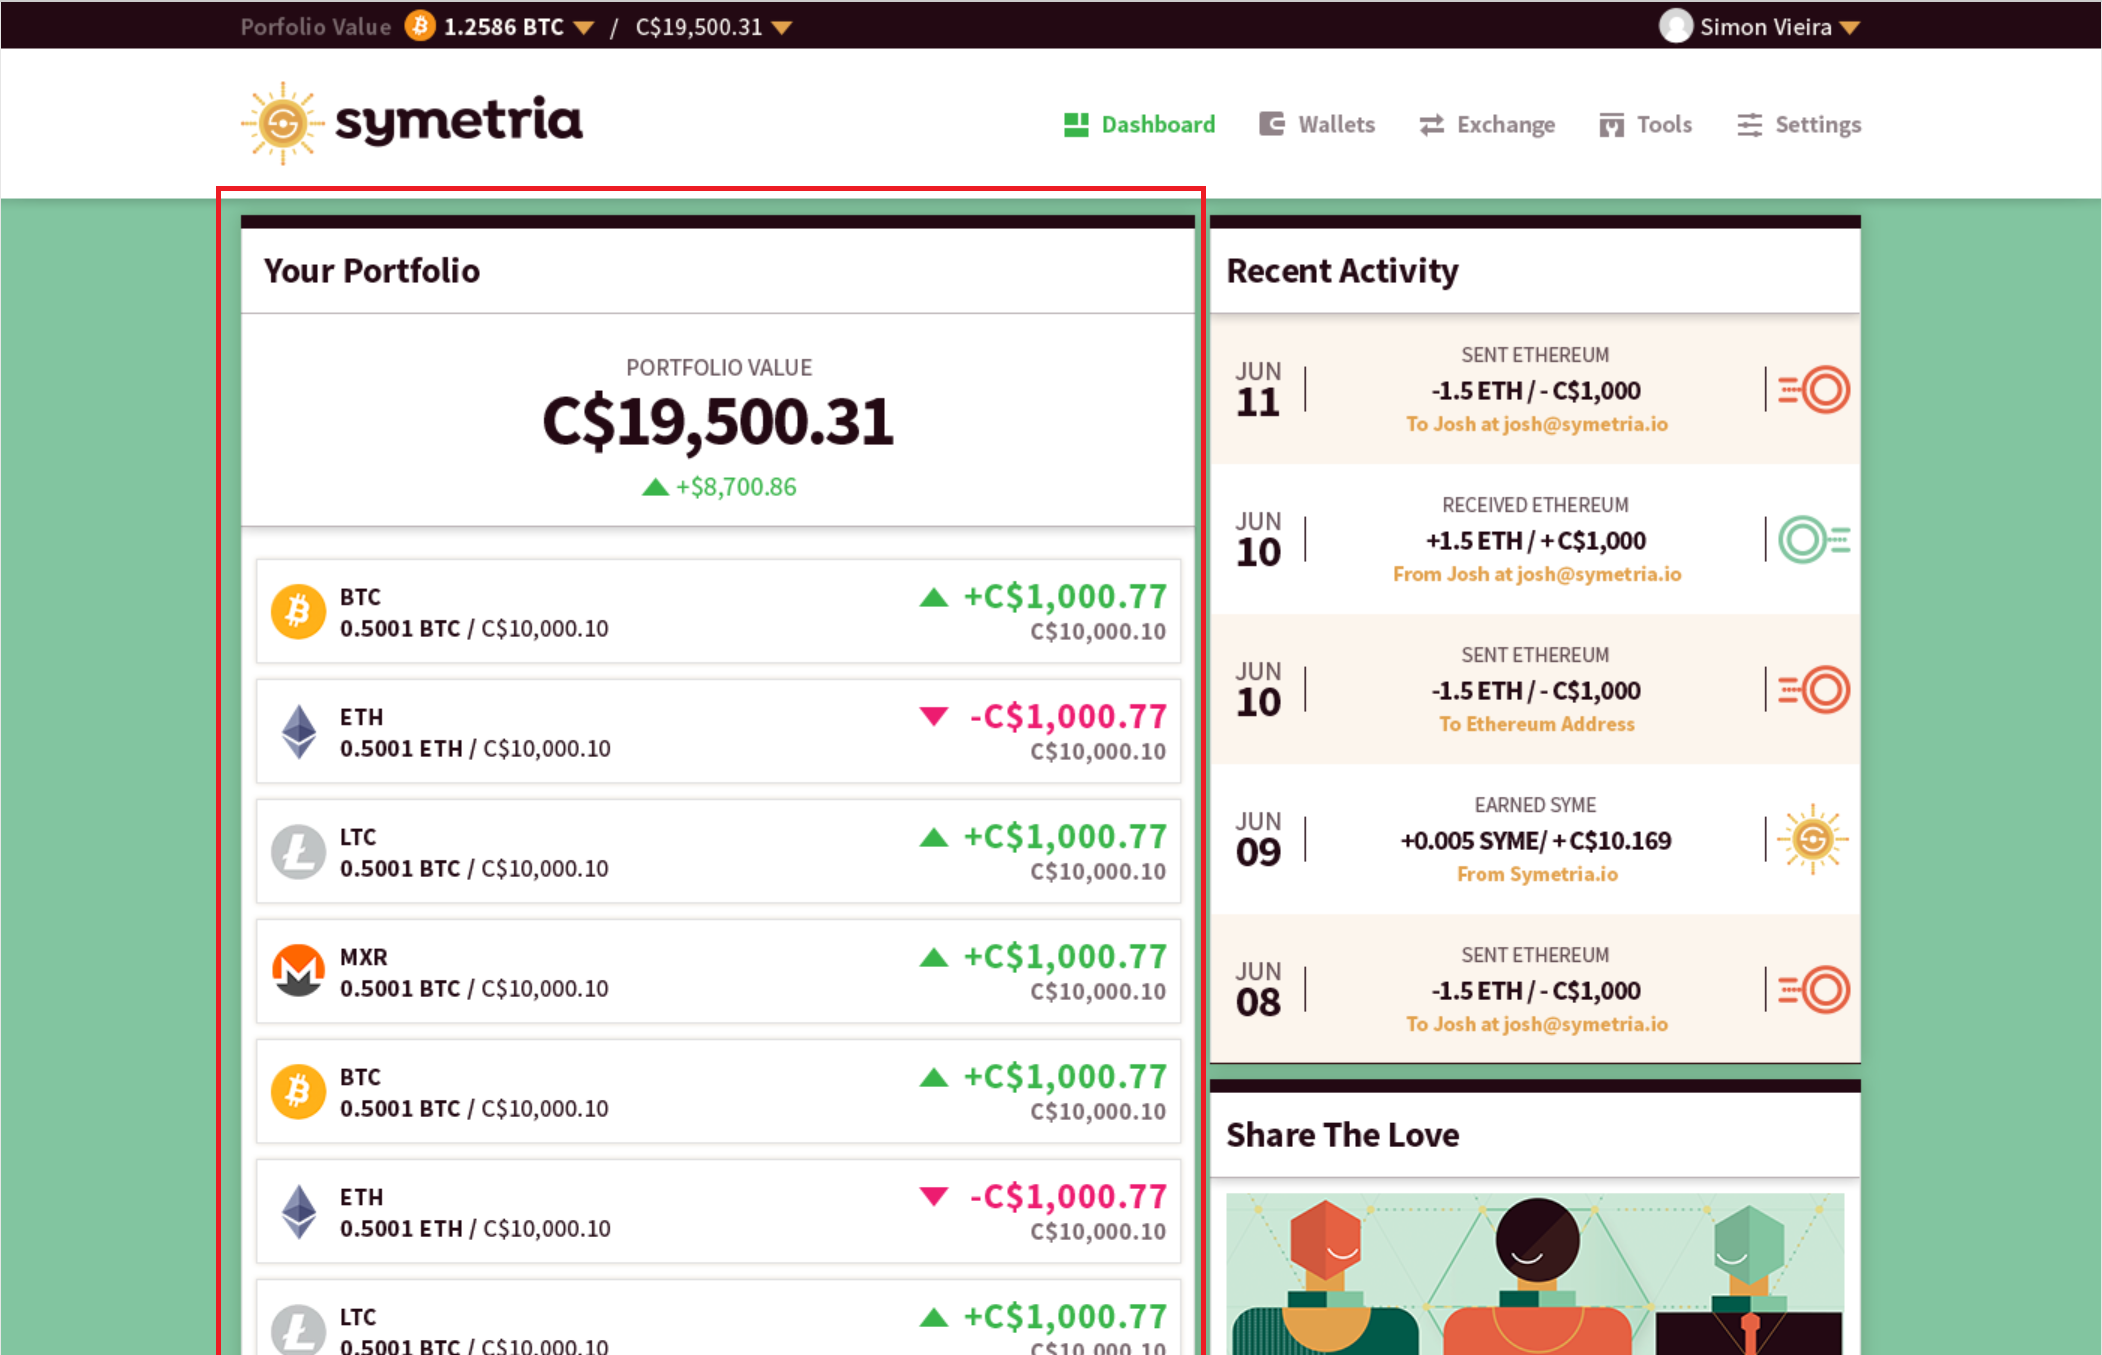 Porfolio Value 1.2586 BTC / C$19,500.31 Simon Vieira
symetria
Dashboard Wallets Exchange Tools Settings
Your Portfolio
PORTFOLIO VALUE
C$19,500.31
+$8,700.86
BTC +C$1,000.77
0.5001 BTC / C$10,000.10 C$10,000.10
ETH -C$1,000.77
0.5001 ETH / C$10,000.10 C$10,000.10
LTC +C$1,000.77
0.5001 BTC / C$10,000.10 C$10,000.10
MXR +C$1,000.77
0.5001 BTC / C$10,000.10 C$10,000.10
BTC +C$1,000.77
0.5001 BTC / C$10,000.10 C$10,000.10
ETH -C$1,000.77
0.5001 ETH / C$10,000.10 C$10,000.10
LTC +C$1,000.77
0.5001 BTC / C$10,000.10 C$10,000.10
Recent Activity
JUN 11
SENT ETHEREUM
-1.5 ETH / - C$1,000
To Josh at josh@symetria.io
JUN 10
RECEIVED ETHEREUM
+1.5 ETH / + C$1,000
From Josh at josh@symetria.io
JUN 10
SENT ETHEREUM
-1.5 ETH / - C$1,000
To Ethereum Address
JUN 09
EARNED SYME
+0.005 SYME/ + C$10.169
From Symetria.io
JUN 08
SENT ETHEREUM
-1.5 ETH / - C$1,000
To Josh at josh@symetria.io
Share The Love